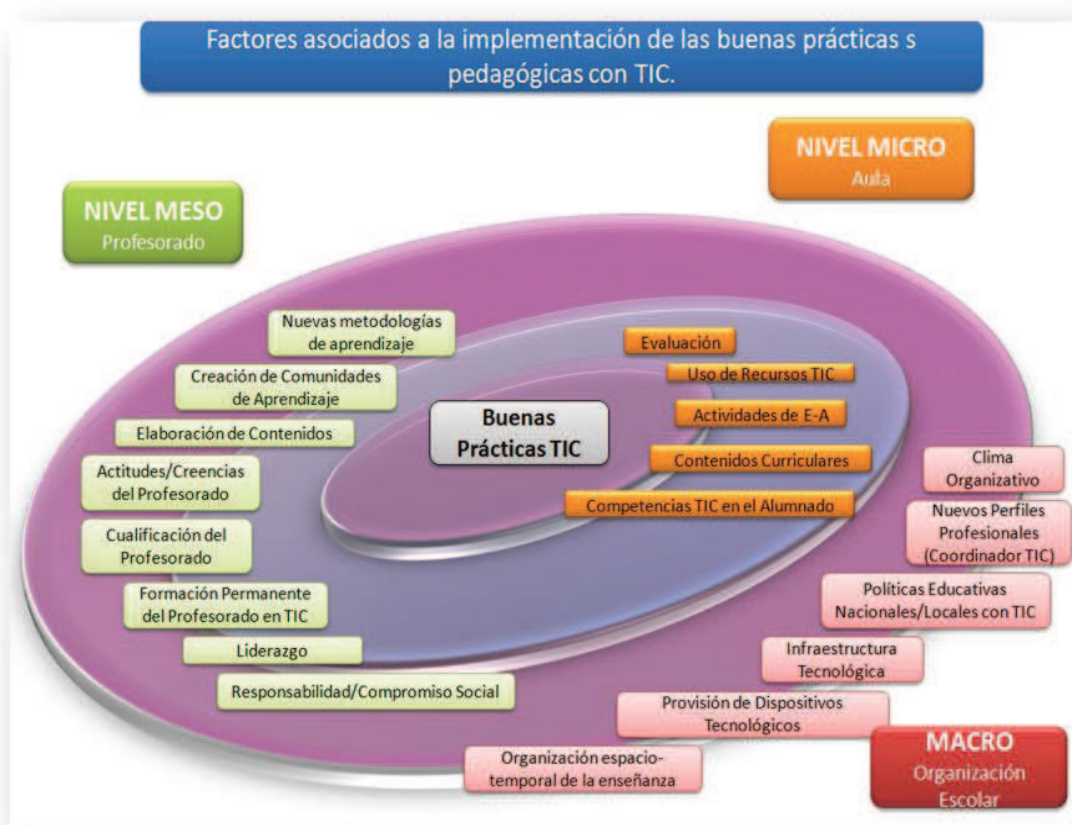 Factores asociados a la implementación de las buenas prácticas s
pedagógicas con TIC.
NIVEL MICRO
Aula
NIVEL MESO
Profesorado
Nuevas metodologías
de aprendizaje
Creación de Comunidades
de Aprendizaje
Elaboración de Contenidos
Actitudes/Creencias
del Profesorado
Cualificación del
Profesorado
Formación Permanente
del Profesorado en TIC
Liderazgo
Responsabilidad/Compromiso Social
Buenas
Prácticas TIC
Evaluación
Uso de Recursos TIC
Actividades de E-A
Contenidos Curriculares
Competencias TIC en el Alumnado
Clima
Organizativo
Nuevos Perfiles
Profesionales
(Coordinador TIC)
Políticas Educativas
Nacionales/Locales con TIC
Infraestructura
Tecnológica
Provisión de Dispositivos
Tecnológicos
Organización espacio-
temporal de la enseñanza
MACRO
Organización
Escolar